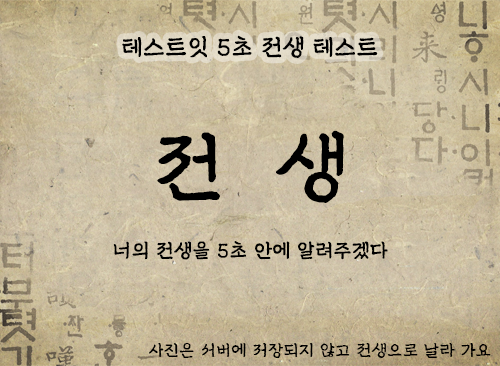 테스트잇 5초 전생 테스트
전 생
너의 전생을 5초 안에 알려주겠다
사진은 서버에 저장되지 않고 전생으로 날라 가요